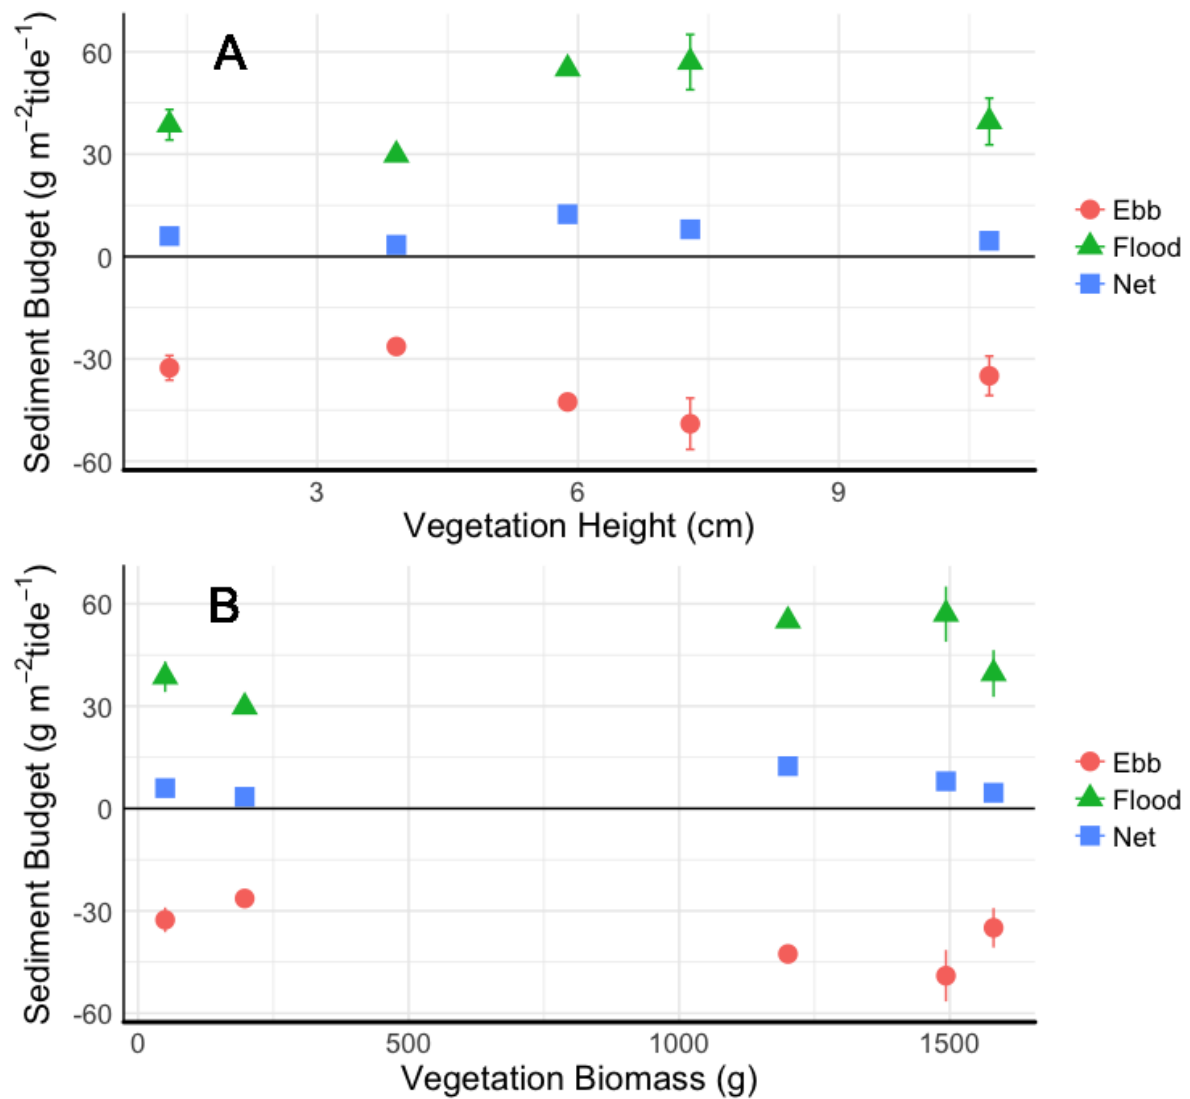 A
Sediment Budget (g m⁻²tide⁻¹)
60
30
0
-30
-60
3
6
9
Vegetation Height (cm)
Ebb
Flood
Net
B
Sediment Budget (g m⁻²tide⁻¹)
60
30
0
-30
-60
0
500
1000
1500
Vegetation Biomass (g)
Ebb
Flood
Net